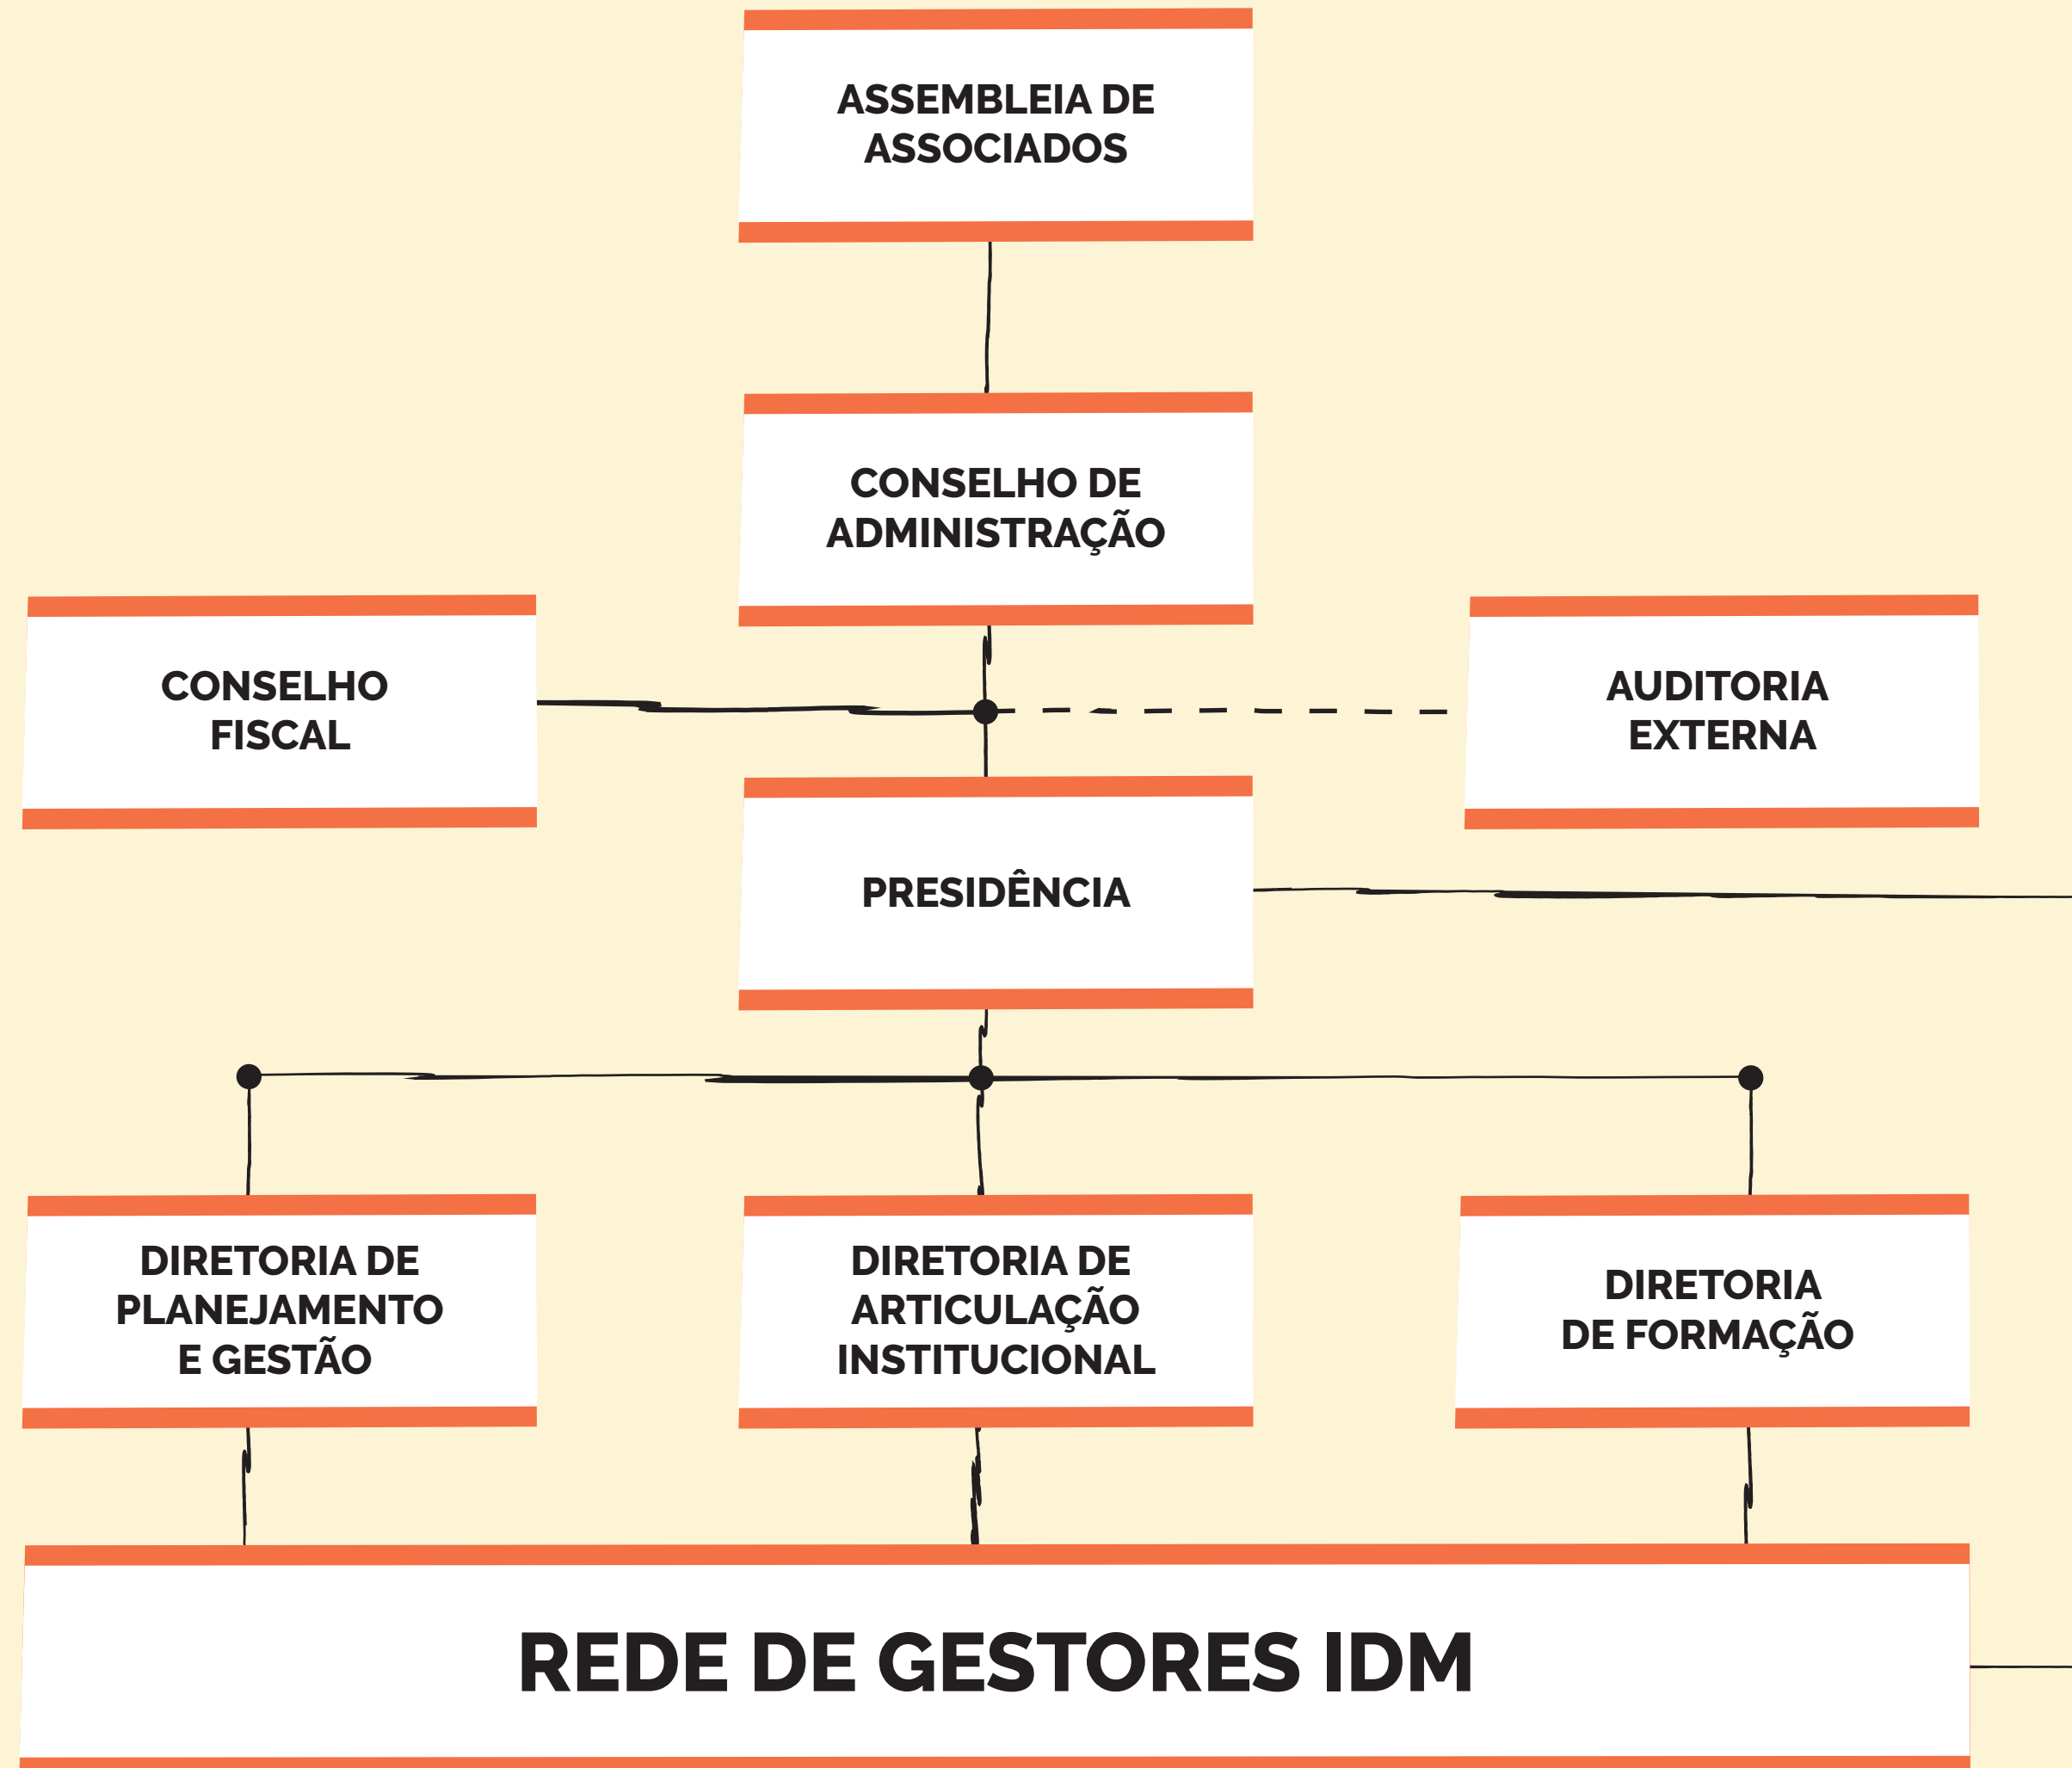 ASSEMBLEIA DE
ASSOCIADOS
CONSELHO DE
ADMINISTRAÇÃO
CONSELHO
FISCAL
AUDITORIA
EXTERNA
PRESIDÊNCIA
DIRETORIA DE
PLANEJAMENTO
E GESTÃO
DIRETORIA DE
ARTICULAÇÃO
INSTITUCIONAL
DIRETORIA
DE FORMAÇÃO
REDE DE GESTORES IDM